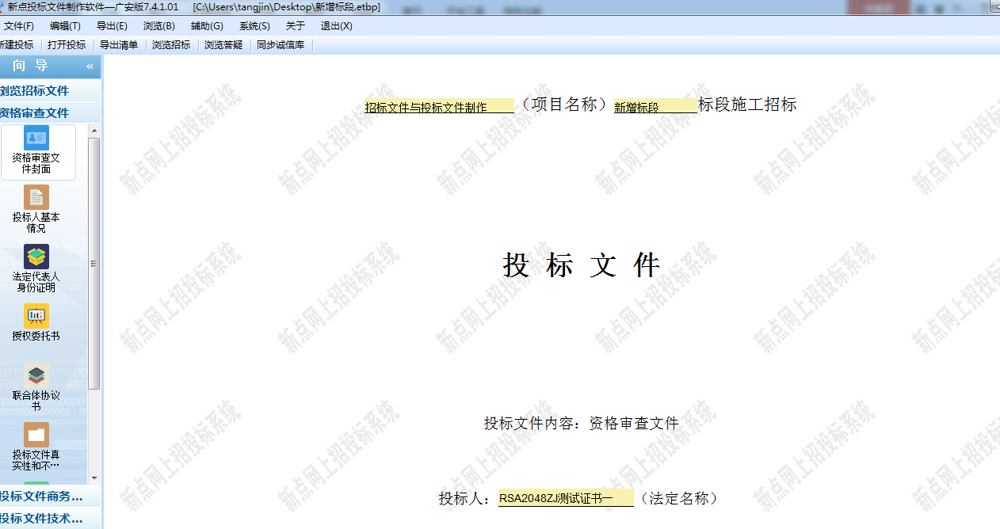 新点投标文件制作软件—广安版7.4.1.01 [C:\Users\tangjin\Desktop\新增标段.etbp]
文件(F) 编辑(T) 导出(E) 浏览(B) 辅助(G) 系统(S) 关于 退出(X)
新建投标 打开投标 导出清单 浏览招标 浏览答疑 同步诚信库
向 导 «
浏览招标文件
资格审查文件
资格审查文
件封面
投标人基本
情况
法定代表人
身份证明
授权委托书
联合体协议
书
投标文件真
实性和不…
投标文件商务...
投标文件技术...
招标文件与投标文件制作 （项目名称）新增标段 标段施工招标
投 标 文 件
投标文件内容：资格审查文件
投标人：RSA2048ZJ测试证书一 （法定名称）
新点网上招投标系统